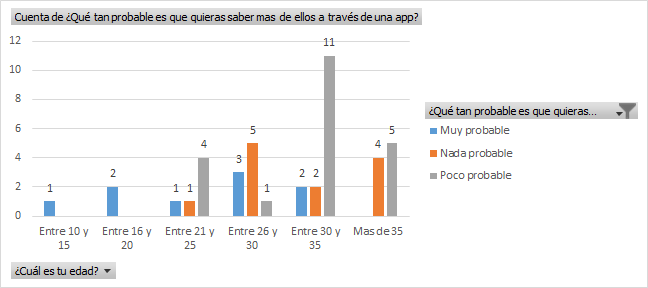 Cuenta de ¿Qué tan probable es que quieras saber mas de ellos a través de una app?
12
10
8
6
4
2
0
1
2
1
1
4
3
5
1
2
2
11
4
5
Entre 10 y
15
Entre 16 y
20
Entre 21 y
25
Entre 26 y
30
Entre 30 y
35
Mas de 35
¿Qué tan probable es que quieras...
Muy probable
Nada probable
Poco probable
¿Cuál es tu edad?